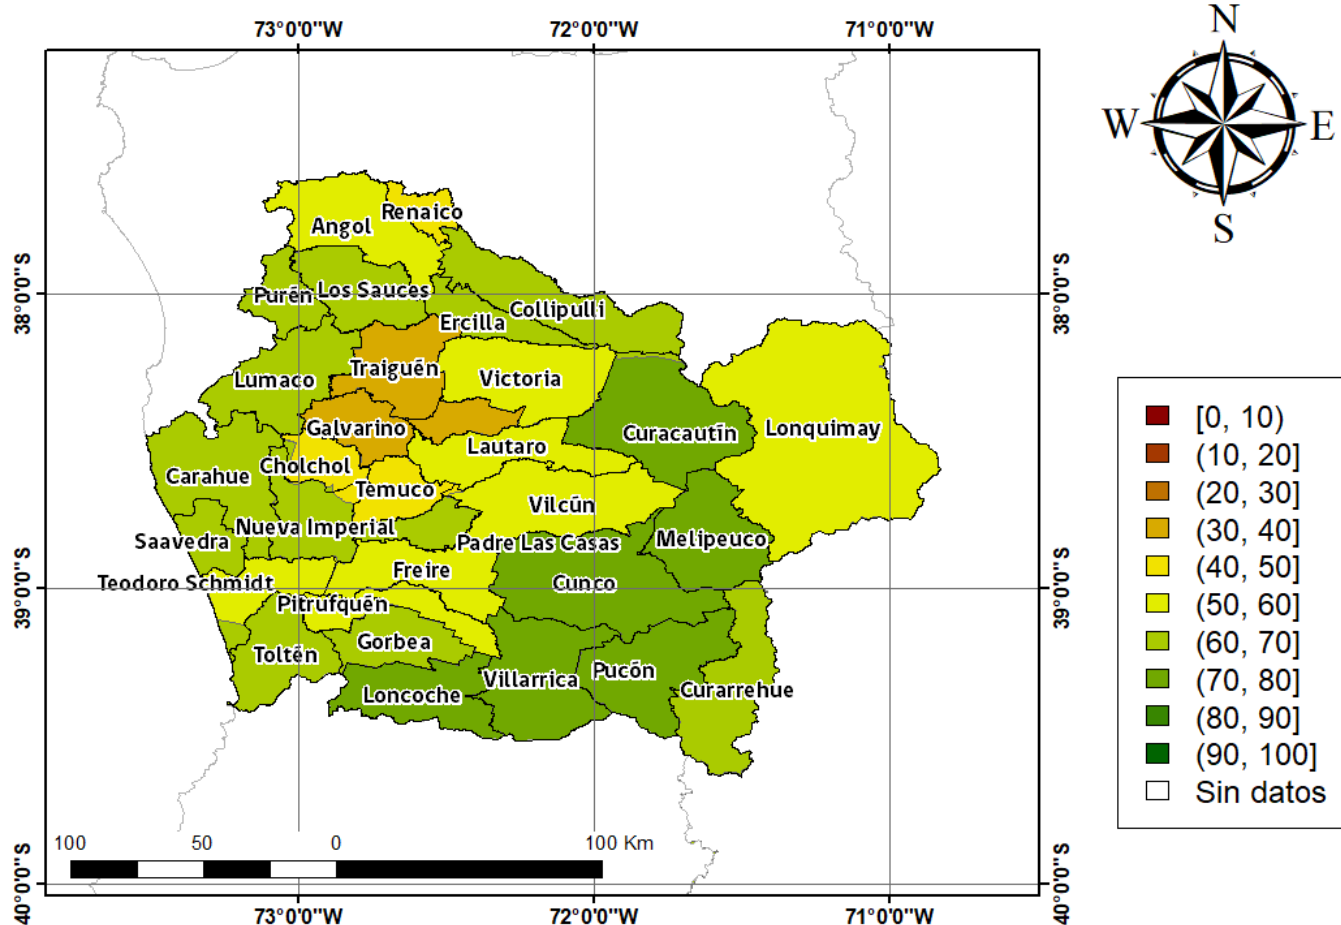 73°0'0"W 72°0'0"W 71°0'0"W
N
W E
S
38°0'0"S 38°0'0"S
39°0'0"S 39°0'0"S
40°0'0"S 40°0'0"S
Renaico
Angol
Purén Los Sauces
Collipulli
Ercilla
Traiguén
Lumaco Victoria
Galvarino Curacautín Lonquimay
Lautaro
Cholchol
Carahue
Temuco
Vilcún
Nueva Imperial
Saavedra Padre Las Casas Melipeuco
Freire
Teodoro Schmidt Cunco
Pitrufquén
Gorbea
Toltén
Villarrica Pucón
Loncoche Curarrehue
100 50 0 100 Km
73°0'0"W 72°0'0"W 71°0'0"W
[0, 10)
(10, 20]
(20, 30]
(30, 40]
(40, 50]
(50, 60]
(60, 70]
(70, 80]
(80, 90]
(90, 100]
Sin datos